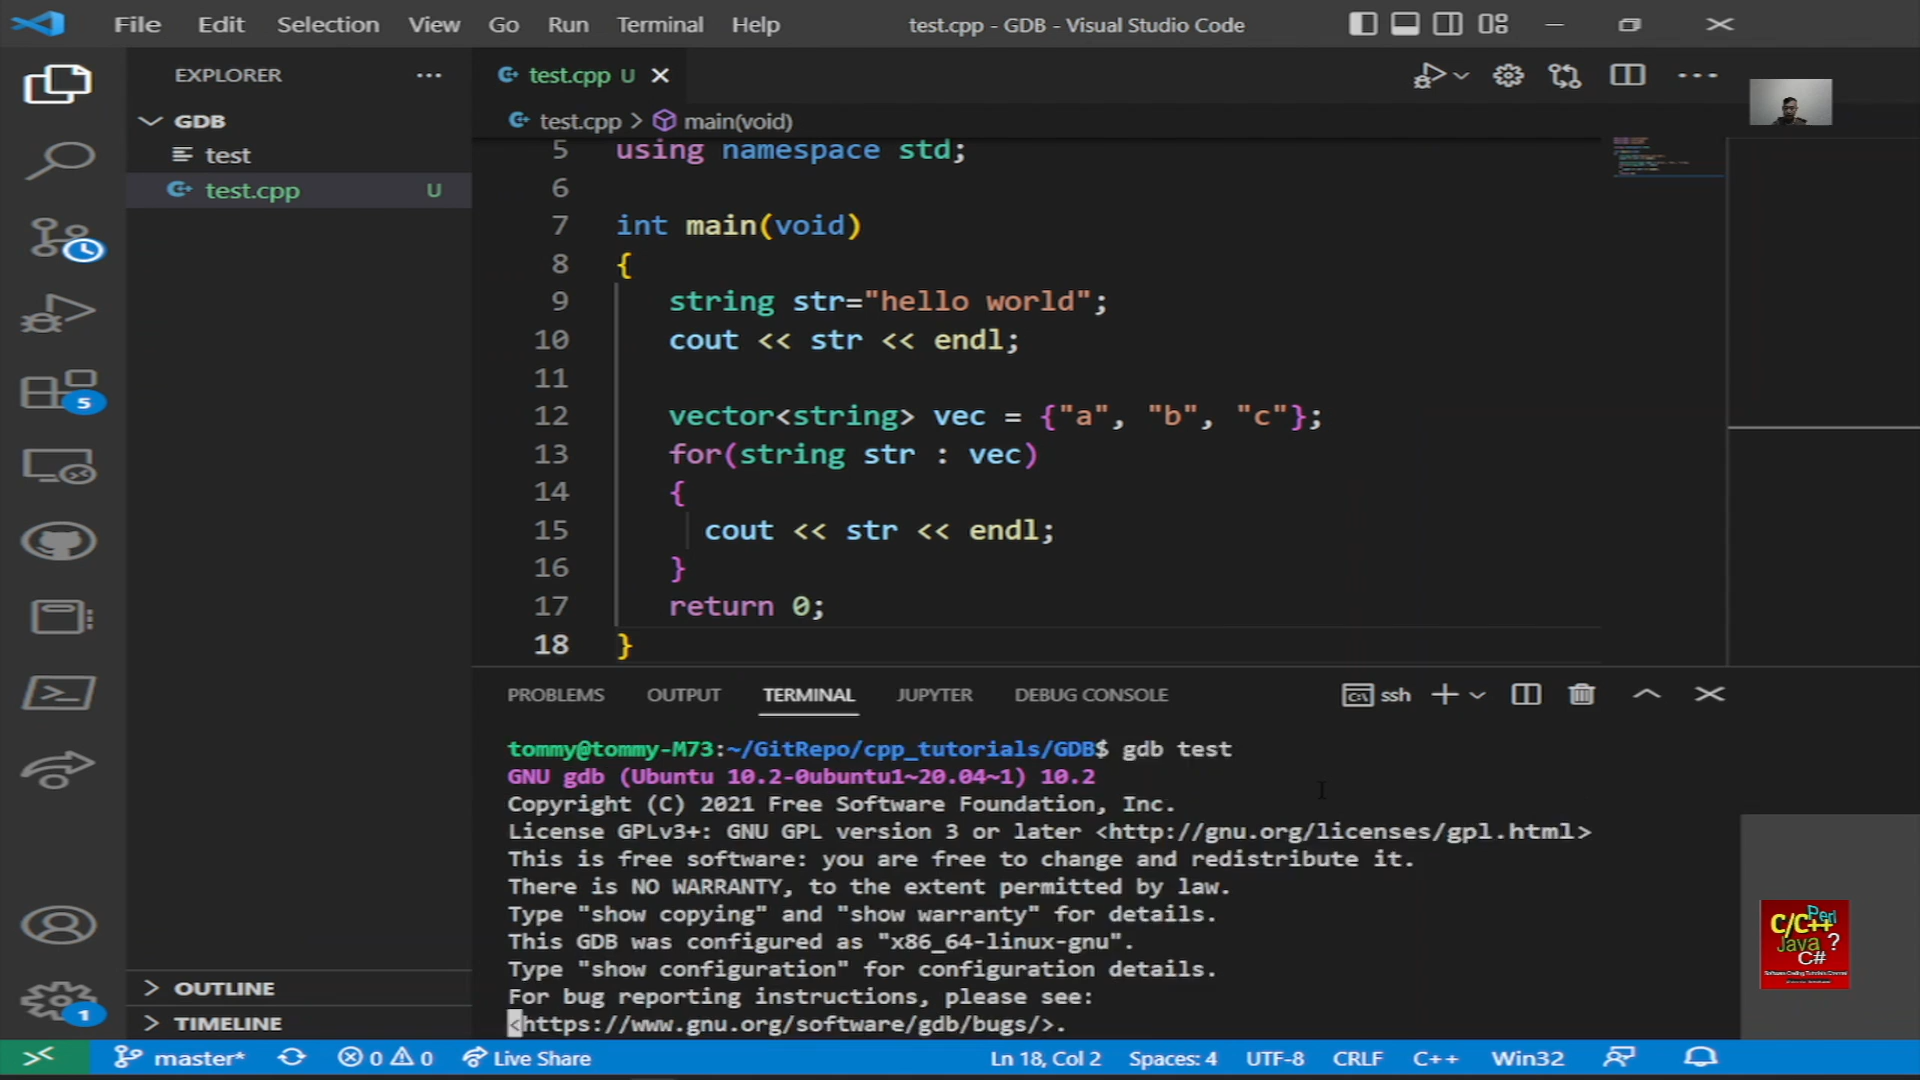 File Edit Selection View Go Run Terminal Help
test.cpp - GDB - Visual Studio Code
EXPLORER
GDB
test
test.cpp U
OUTLINE
TIMELINE
5
5
1
test.cpp U
test.cpp > main(void)
5 using namespace std;
6
7 int main(void)
8 {
9 string str="hello world";
10 cout << str << endl;
11
12 vector<string> vec = {"a", "b", "c"};
13 for(string str : vec)
14 {
15 cout << str << endl;
16 }
17 return 0;
18 }
PROBLEMS OUTPUT TERMINAL JUPYTER DEBUG CONSOLE ssh
tommy@tommy-M73:~/GitRepo/cpp_tutorials/GDB$ gdb test
GNU gdb (Ubuntu 10.2-0ubuntu1~20.04~1) 10.2
Copyright (C) 2021 Free Software Foundation, Inc.
License GPLv3+: GNU GPL version 3 or later <http://gnu.org/licenses/gpl.html>
This is free software: you are free to change and redistribute it.
There is NO WARRANTY, to the extent permitted by law.
Type "show copying" and "show warranty" for details.
This GDB was configured as "x86_64-linux-gnu".
Type "show configuration" for configuration details.
For bug reporting instructions, please see:
<https://www.gnu.org/software/gdb/bugs/>.
Perl
C/C++
Java ?
C#
master* 0 0 Live Share Ln 18, Col 2 Spaces: 4 UTF-8 CRLF C++ Win32